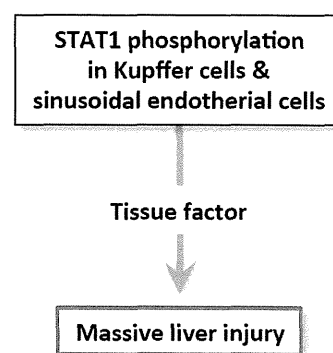 STAT1 phosphorylation
in Kupffer cells &
sinusoidal endotherial cells
Tissue factor
Massive liver injury